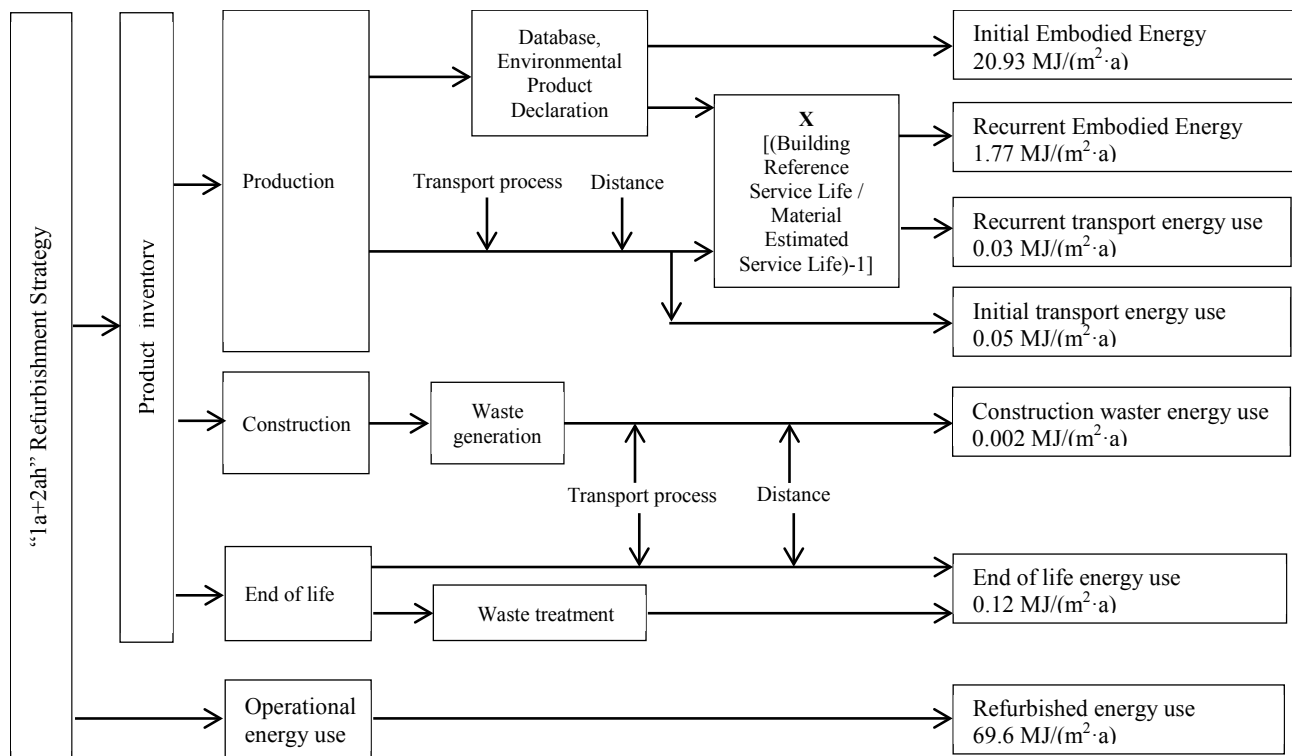 “1a+2ah” Refurbishment Strategy
Product inventory
Production
Database,
Environmental
Product
Declaration
Transport process
Distance
X
[(Building
Reference
Service Life /
Material
Estimated
Service Life)-1]
Initial Embodied Energy
20.93 MJ/(m²·a)
Recurrent Embodied Energy
1.77 MJ/(m²·a)
Recurrent transport energy use
0.03 MJ/(m²·a)
Initial transport energy use
0.05 MJ/(m²·a)
Construction
Waste
generation
Construction waster energy use
0.002 MJ/(m²·a)
Transport process
Distance
End of life
Waste treatment
End of life energy use
0.12 MJ/(m²·a)
Operational
energy use
Refurbished energy use
69.6 MJ/(m²·a)